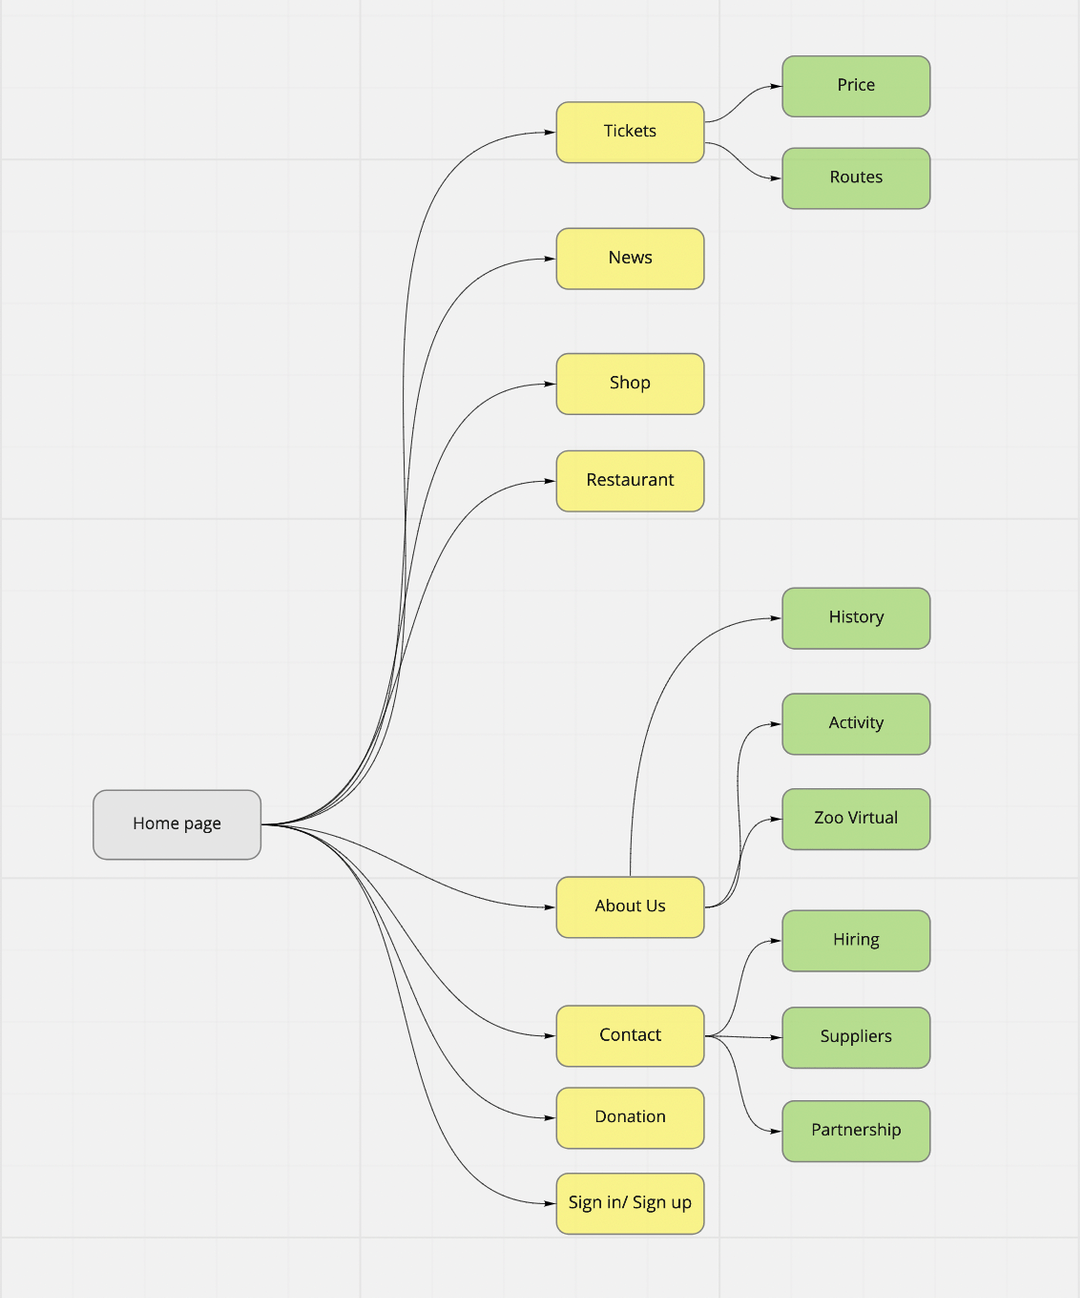 Home page
Tickets
Price
Routes
News
Shop
Restaurant
About Us
History
Activity
Zoo Virtual
Contact
Hiring
Suppliers
Partnership
Donation
Sign in/ Sign up